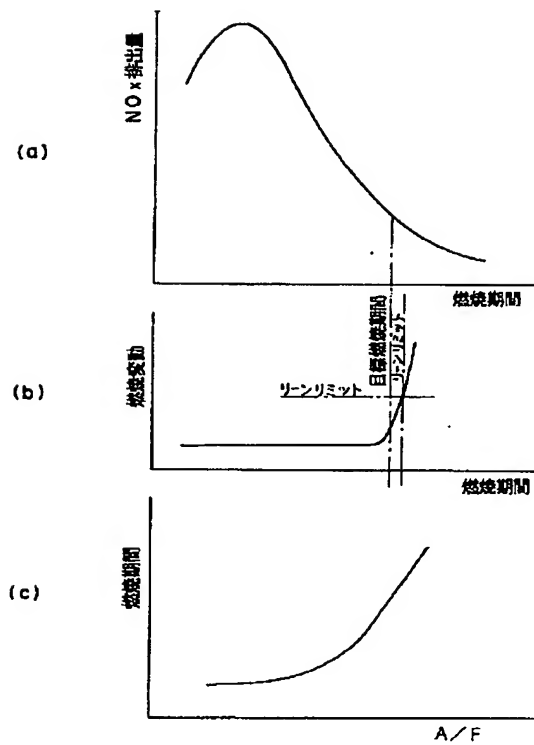 (a)
NOx排出量
燃焼期間
(b)
燃焼変動
リーンリミット
目標燃焼期間
リーンリミット
燃焼期間
(c)
燃焼期間
A/F